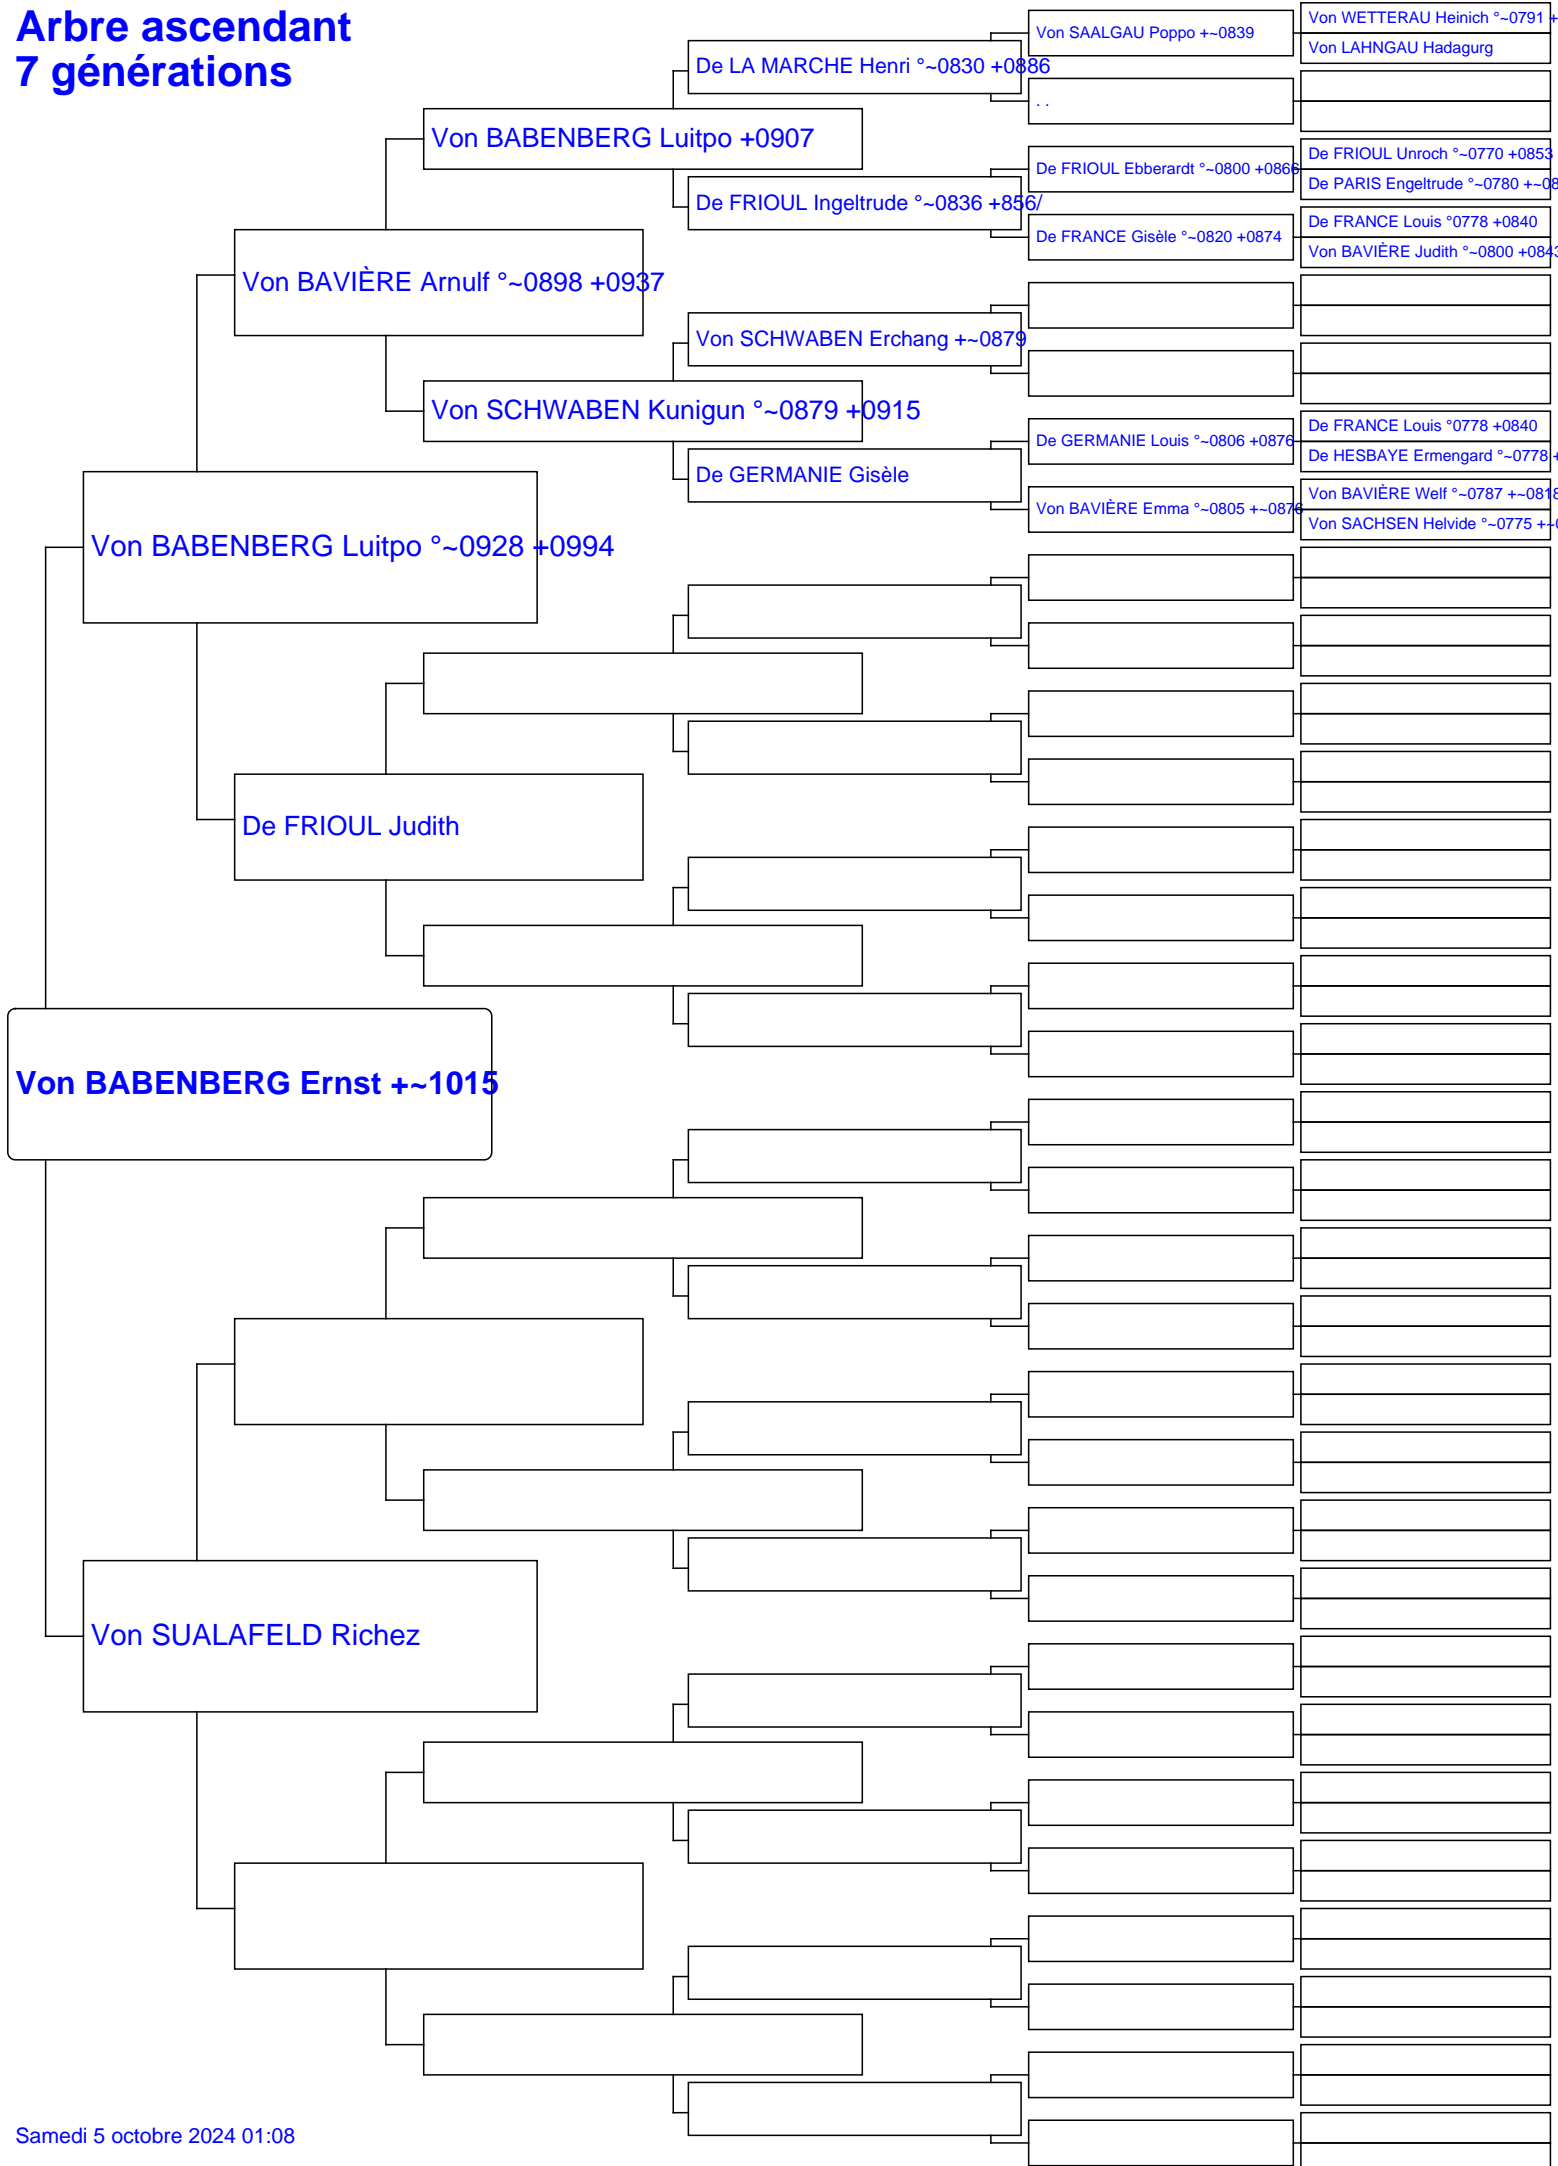 Arbre ascendant
7 générations
Von WETTERAU Heinich °~0791 +
Von SAALGAU Poppo +~0839
Von LAHNGAU Hadagurg
De LA MARCHE Henri °~0830 +0886
. .
Von BABENBERG Luitpo +0907
De FRIOUL Unroch °~0770 +0853
De FRIOUL Ebberardt °~0800 +0866
De PARIS Engeltrude °~0780 +~08
De FRIOUL Ingeltrude °~0836 +856/
De FRANCE Louis °0778 +0840
De FRANCE Gisèle °~0820 +0874
Von BAVIÈRE Judith °~0800 +0843
Von BAVIÈRE Arnulf °~0898 +0937
Von SCHWABEN Erchang +~0879
Von SCHWABEN Kunigun °~0879 +0915
De FRANCE Louis °0778 +0840
De GERMANIE Louis °~0806 +0876
De HESBAYE Ermengard °~0778 +
De GERMANIE Gisèle
Von BAVIÈRE Welf °~0787 +~0818
Von BAVIÈRE Emma °~0805 +~0876
Von SACHSEN Helvide °~0775 +~0
Von BABENBERG Luitpo °~0928 +0994
De FRIOUL Judith
Von BABENBERG Ernst +~1015
Von SUALAFELD Richez
Samedi 5 octobre 2024 01:08